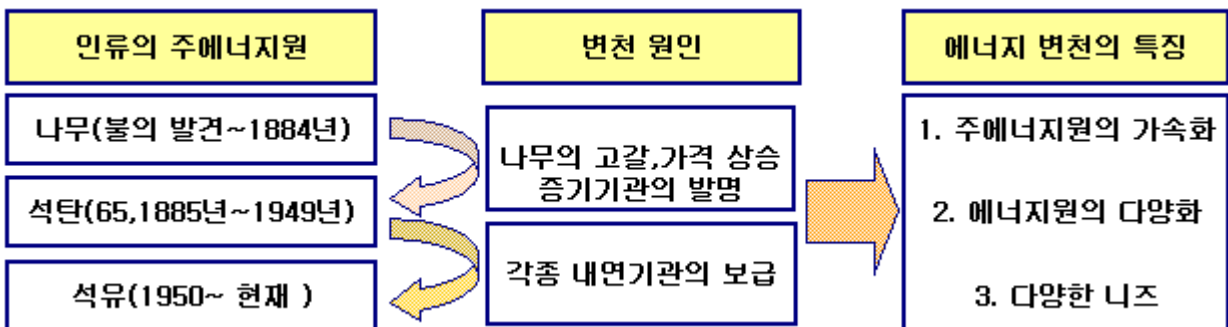 인류의 주에너지원
변천 원인
에너지 변천의 특징
나무(불의 발견~1884년)
석탄(65,1885년~1949년)
석유(1950~ 현재 )
나무의 고갈,가격 상승
증기기관의 발명
각종 내연기관의 보급
1. 주에너지원의 가속화
2. 에너지원의 다양화
3. 다양한 니즈